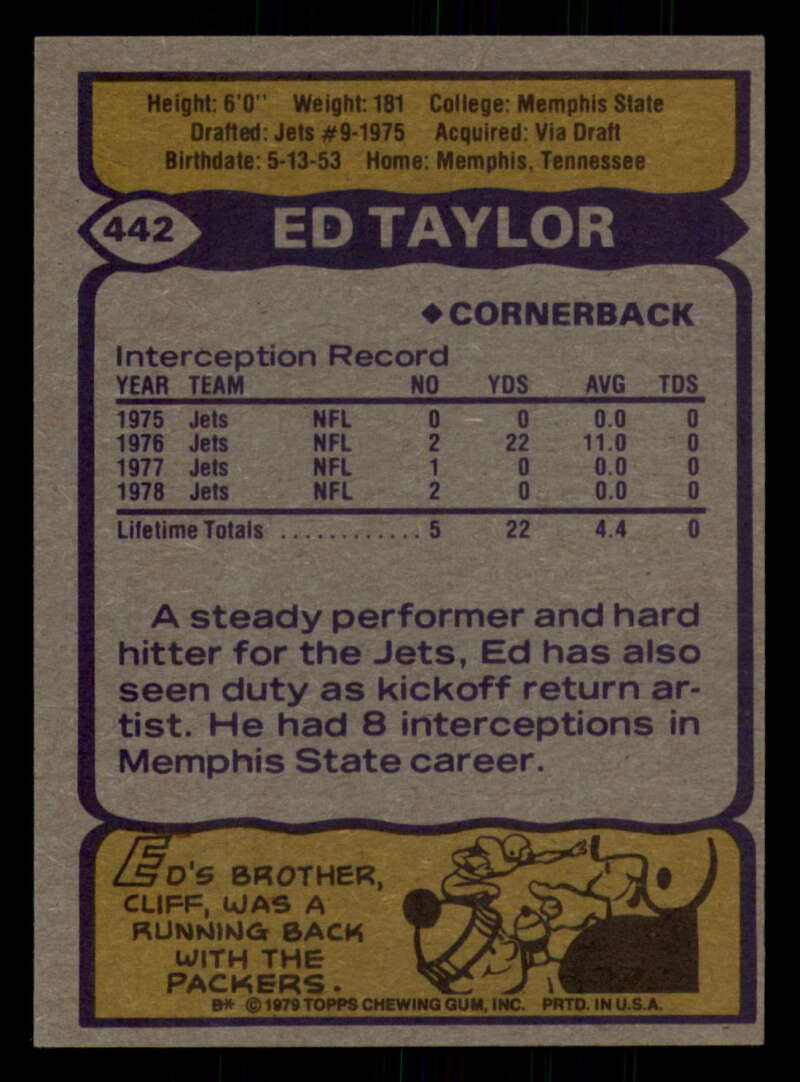 Height: 6'0" Weight: 181 College: Memphis State
Drafted: Jets #9-1975 Acquired: Via Draft
Birthdate: 5-13-53 Home: Memphis, Tennessee
442 ED TAYLOR
◆ CORNERBACK
Interception Record
YEAR TEAM NO YDS AVG TDS
1975 Jets NFL 0 0 0.0 0
1976 Jets NFL 2 22 11.0 0
1977 Jets NFL 1 0 0.0 0
1978 Jets NFL 2 0 0.0 0
Lifetime Totals ............ 5 22 4.4 0
A steady performer and hard
hitter for the Jets, Ed has also
seen duty as kickoff return ar-
tist. He had 8 interceptions in
Memphis State career.
ED'S BROTHER,
CLIFF, WAS A
RUNNING BACK
WITH THE
PACKERS.
B* © 1979 TOPPS CHEWING GUM, INC. PRTD. IN U.S.A.